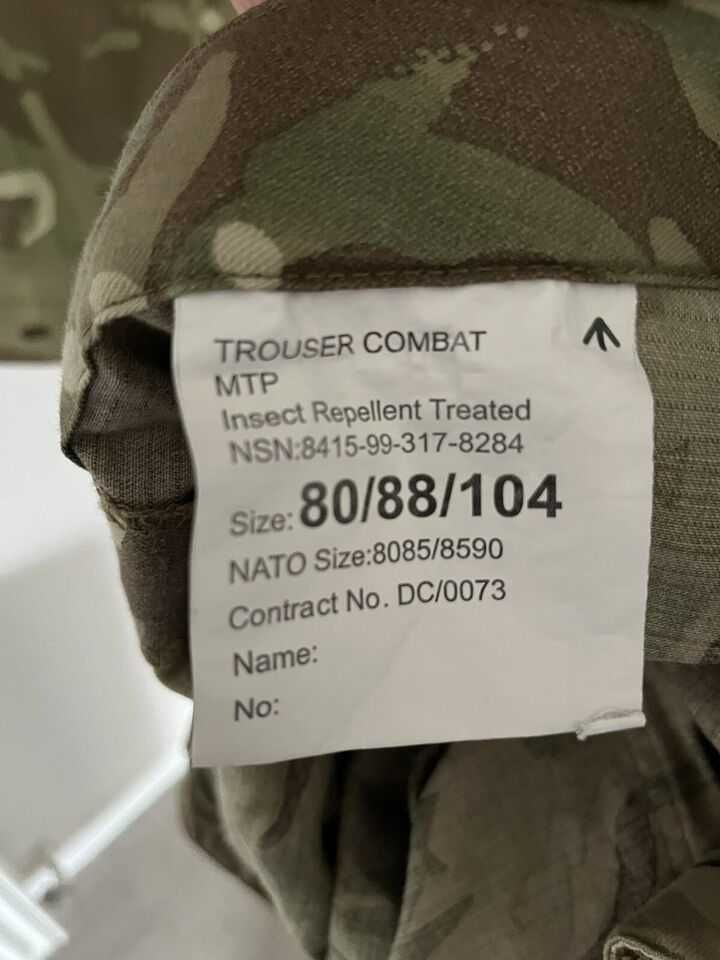 TROUSER COMBAT
MTP
Insect Repellent Treated
NSN:8415-99-317-8284
Size: 80/88/104
NATO Size:8085/8590
Contract No. DC/0073
Name:
No: